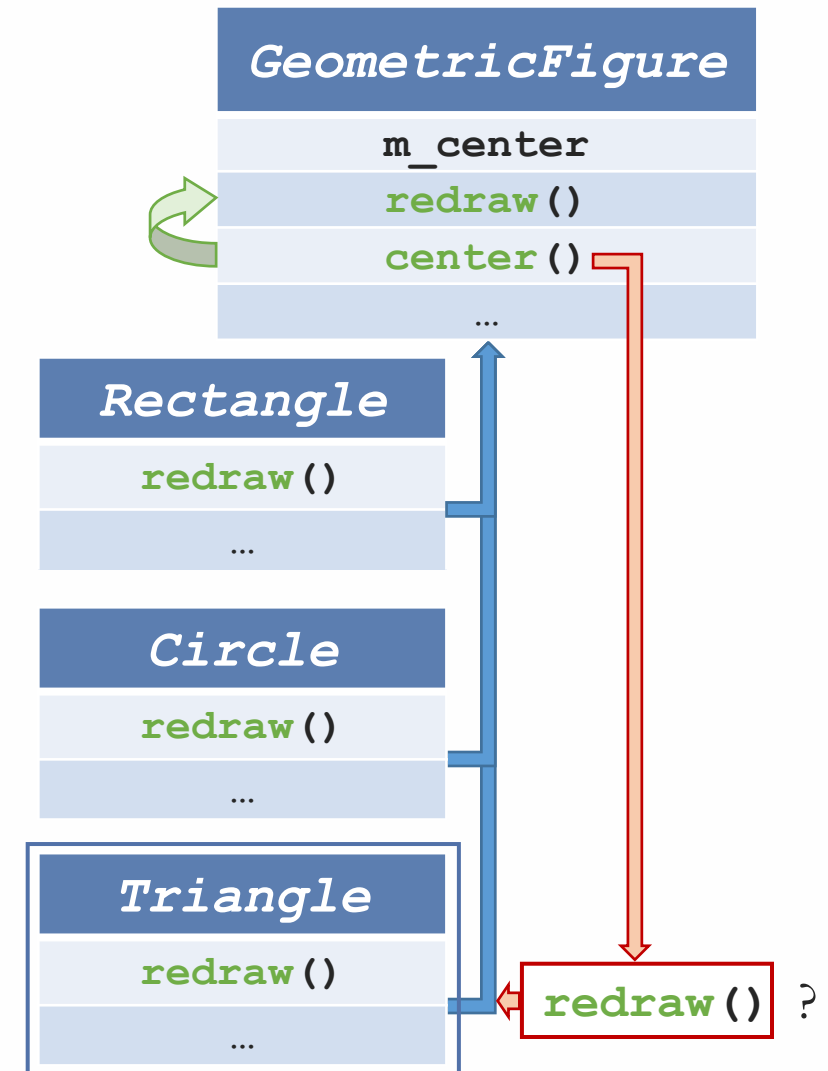 GeometricFigure
m_center
redraw()
center()
…
Rectangle
redraw()
…
Circle
redraw()
…
Triangle
redraw()
…
redraw() ?